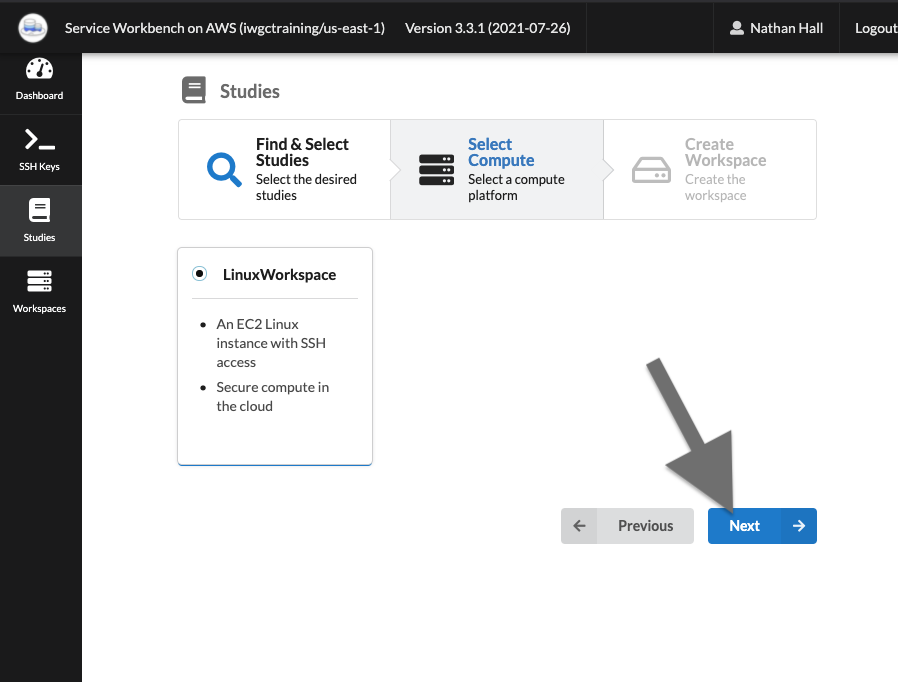 Service Workbench on AWS (iwgctraining/us-east-1) Version 3.3.1 (2021-07-26) Nathan Hall Logout
Dashboard
SSH Keys
Studies
Workspaces
Studies
Find & Select
Studies
Select the desired
studies
Select
Compute
Select a compute
platform
Create
Workspace
Create the
workspace
LinuxWorkspace
An EC2 Linux
instance with SSH
access
Secure compute in
the cloud
Previous
Next